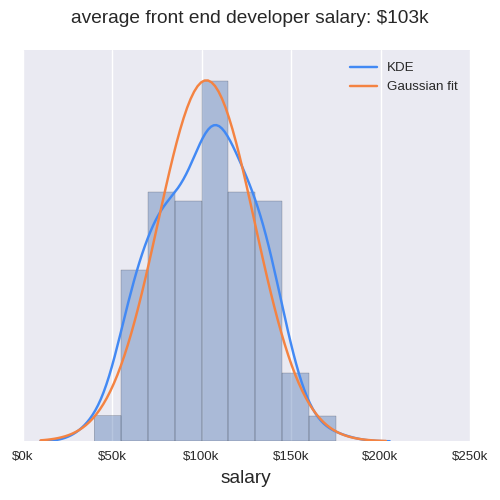 average front end developer salary: $103k
KDE
Gaussian fit
$0k $50k $100k $150k $200k $250k
salary